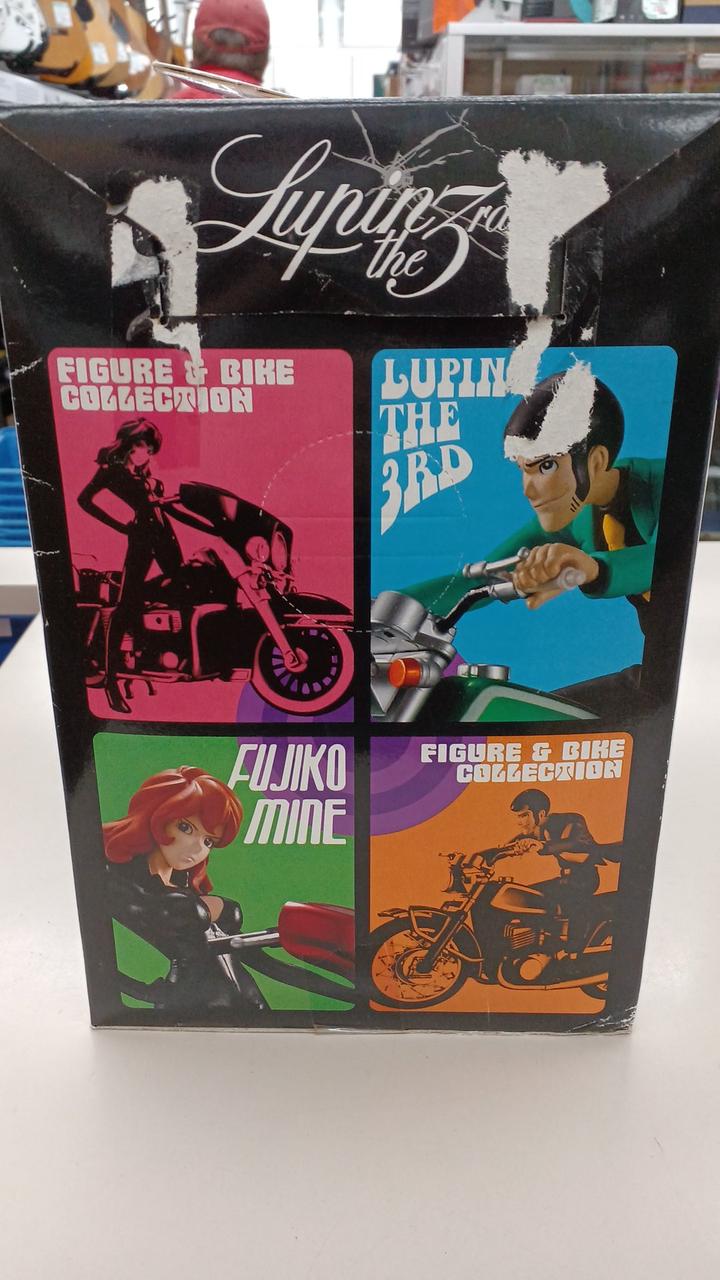 Lupin
the 3rd
FIGURE & BIKE
COLLECTION
LUPIN
THE
3RD
FUJIKO
MINE
FIGURE & BIKE
COLLECTION